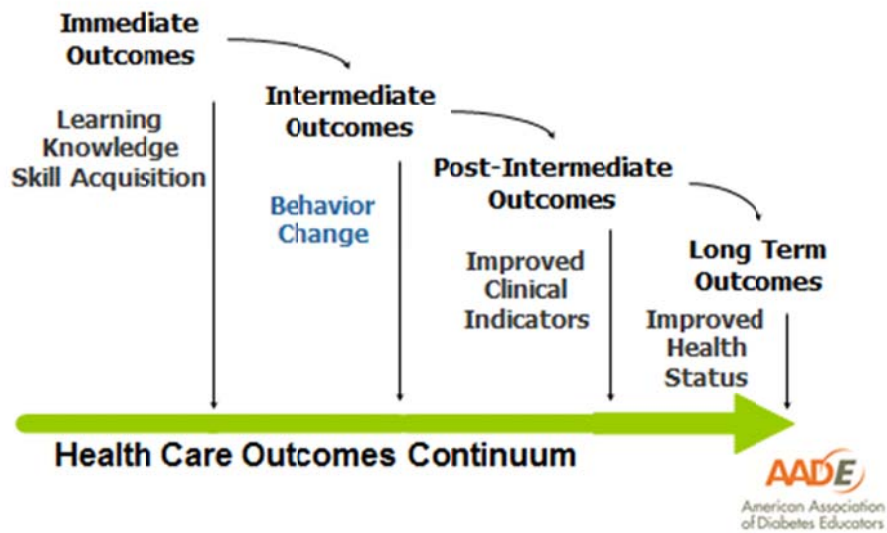 Immediate
Outcomes
Learning
Knowledge
Skill Acquisition
Intermediate
Outcomes
Behavior
Change
Post-Intermediate
Outcomes
Improved
Clinical
Indicators
Long Term
Outcomes
Improved
Health
Status
Health Care Outcomes Continuum
AADE
American Association
of Diabetes Educators